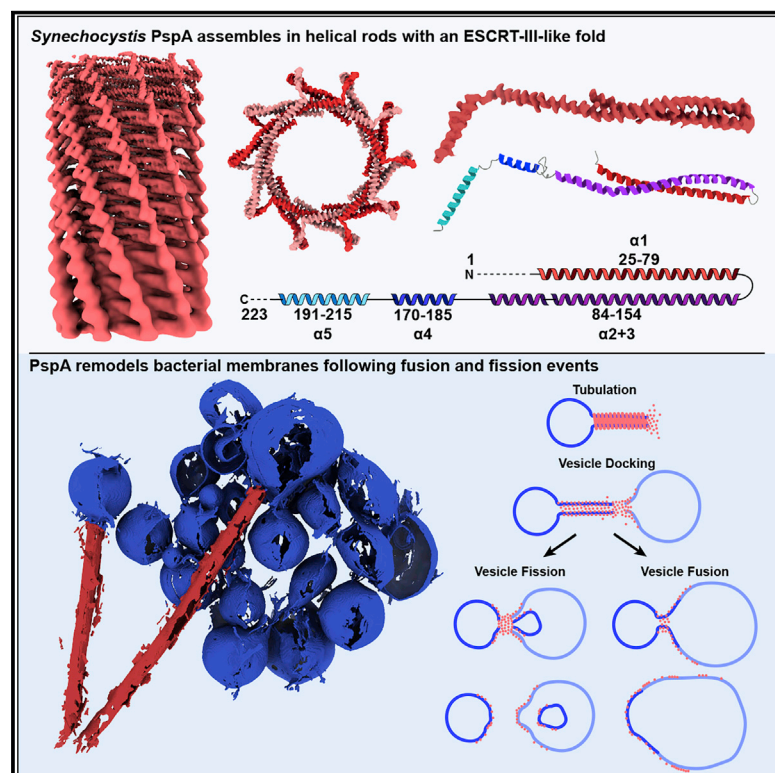 Synechocystis PspA assembles in helical rods with an ESCRT-III-like fold
α1
1
25-79
N
C
223
191-215
170-185
84-154
α5
α4
α2+3
PspA remodels bacterial membranes following fusion and fission events
Tubulation
Vesicle Docking
Vesicle Fission
Vesicle Fusion